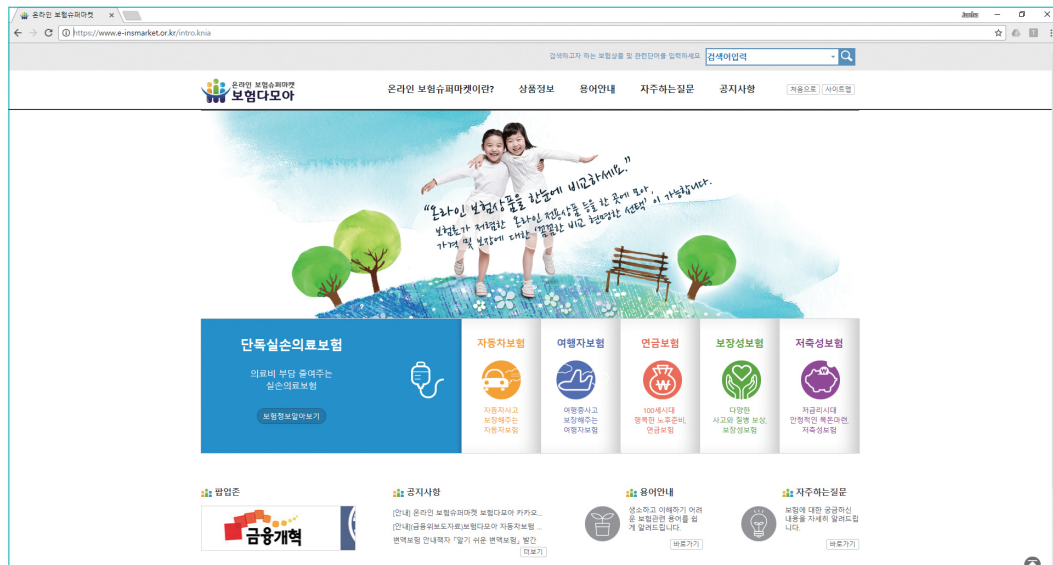 온라인 보험슈퍼마켓
https://www.e-insmarket.or.kr/intro.knia
검색하고자 하는 보험상품 및 관련단어를 입력하세요
검색어입력
온라인 보험슈퍼마켓
보험다모아
온라인 보험슈퍼마켓이란?
상품정보
용어안내
자주하는질문
공지사항
처음으로
사이트맵
“온라인 보험상품을 한눈에 비교하세요.”
보험료가 저렴한 온라인 전용상품 등을 한 곳에 모아,
가격 및 보장에 대한 '꼼꼼한 비교 현명한 선택' 이 가능합니다.
단독실손의료보험
의료비 부담 줄여주는
실손의료보험
보험정보알아보기
자동차보험
자동차사고
보장해주는
자동차보험
여행자보험
여행중사고
보장해주는
여행자보험
연금보험
100세시대
행복한 노후준비,
연금보험
보장성보험
다양한
사고와 질병 보상,
보장성보험
저축성보험
저금리시대
안정적인 목돈마련,
저축성보험
팝업존
금융개혁
공지사항
[안내] 온라인 보험슈퍼마켓 보험다모아 카카오...
[안내](금융위보도자료)보험다모아 자동차보험 ...
변액보험 안내책자 「알기 쉬운 변액보험」 발간
더보기
용어안내
생소하고 이해하기 어려
운 보험관련 용어를 쉽
게 알려드립니다.
바로가기
자주하는질문
보험에 대한 궁금하신
내용을 자세히 알려드립
니다.
바로가기